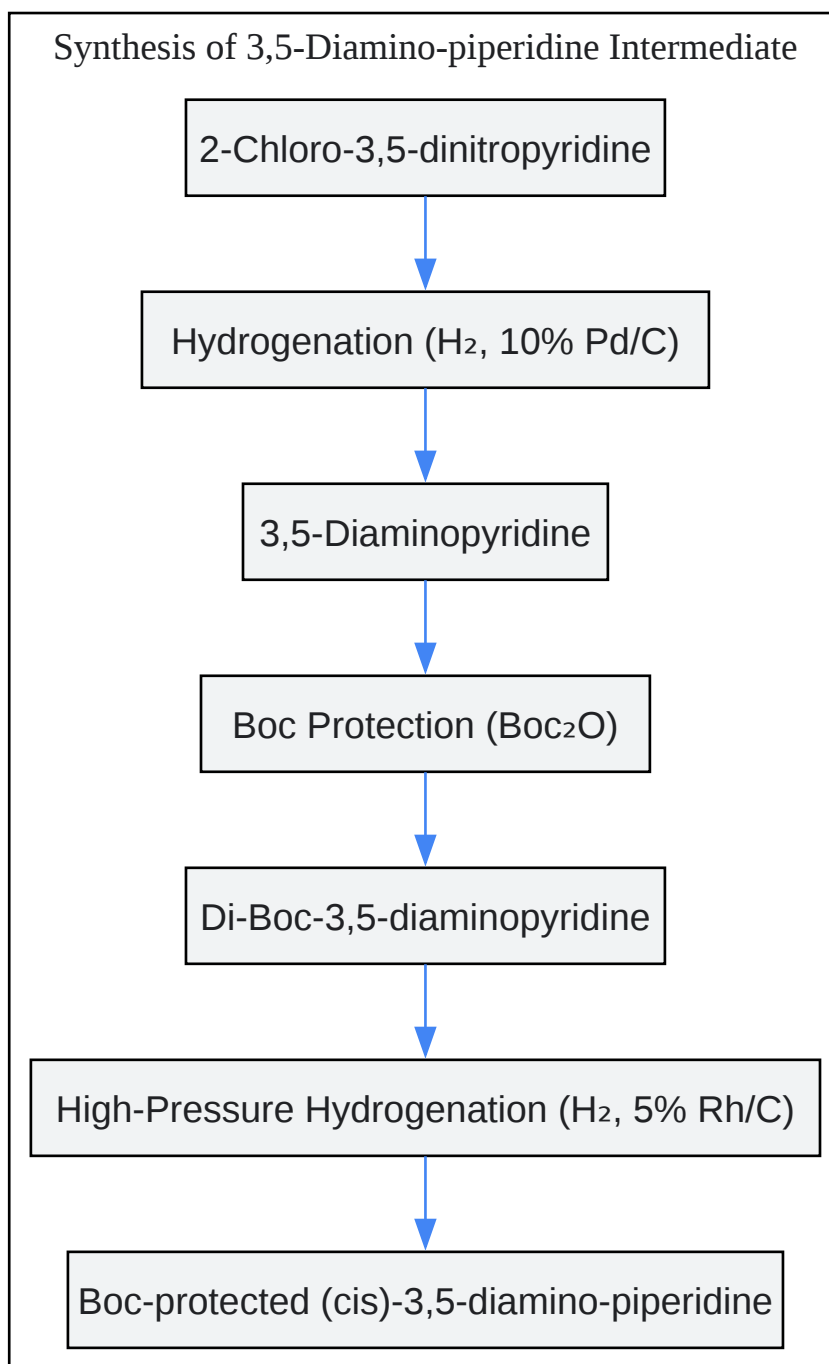 Synthesis of 3,5-Diamino-piperidine Intermediate
2-Chloro-3,5-dinitropyridine
Hydrogenation (H₂, 10% Pd/C)
3,5-Diaminopyridine
Boc Protection (Boc₂O)
Di-Boc-3,5-diaminopyridine
High-Pressure Hydrogenation (H₂, 5% Rh/C)
Boc-protected (cis)-3,5-diamino-piperidine